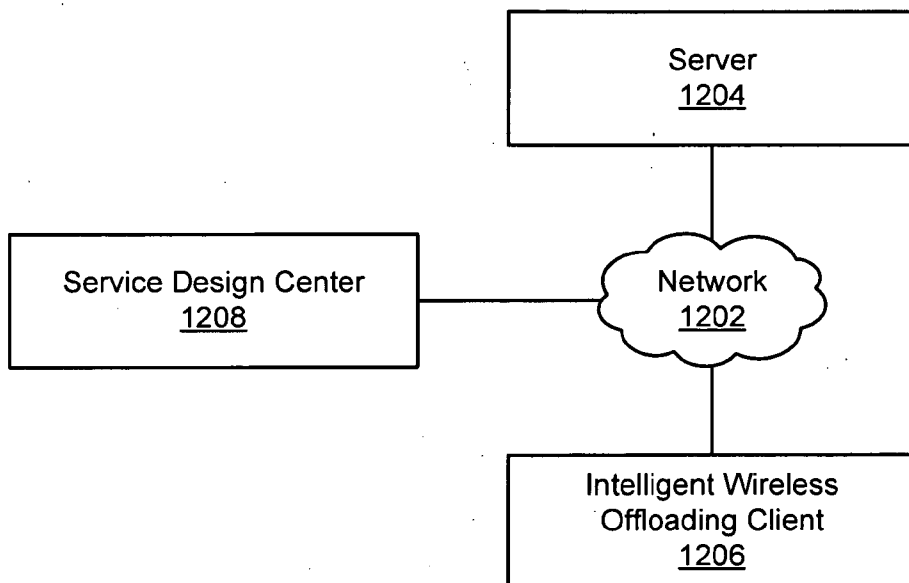 Server
1204
Service Design Center
1208
Network
1202
Intelligent Wireless
Offloading Client
1206